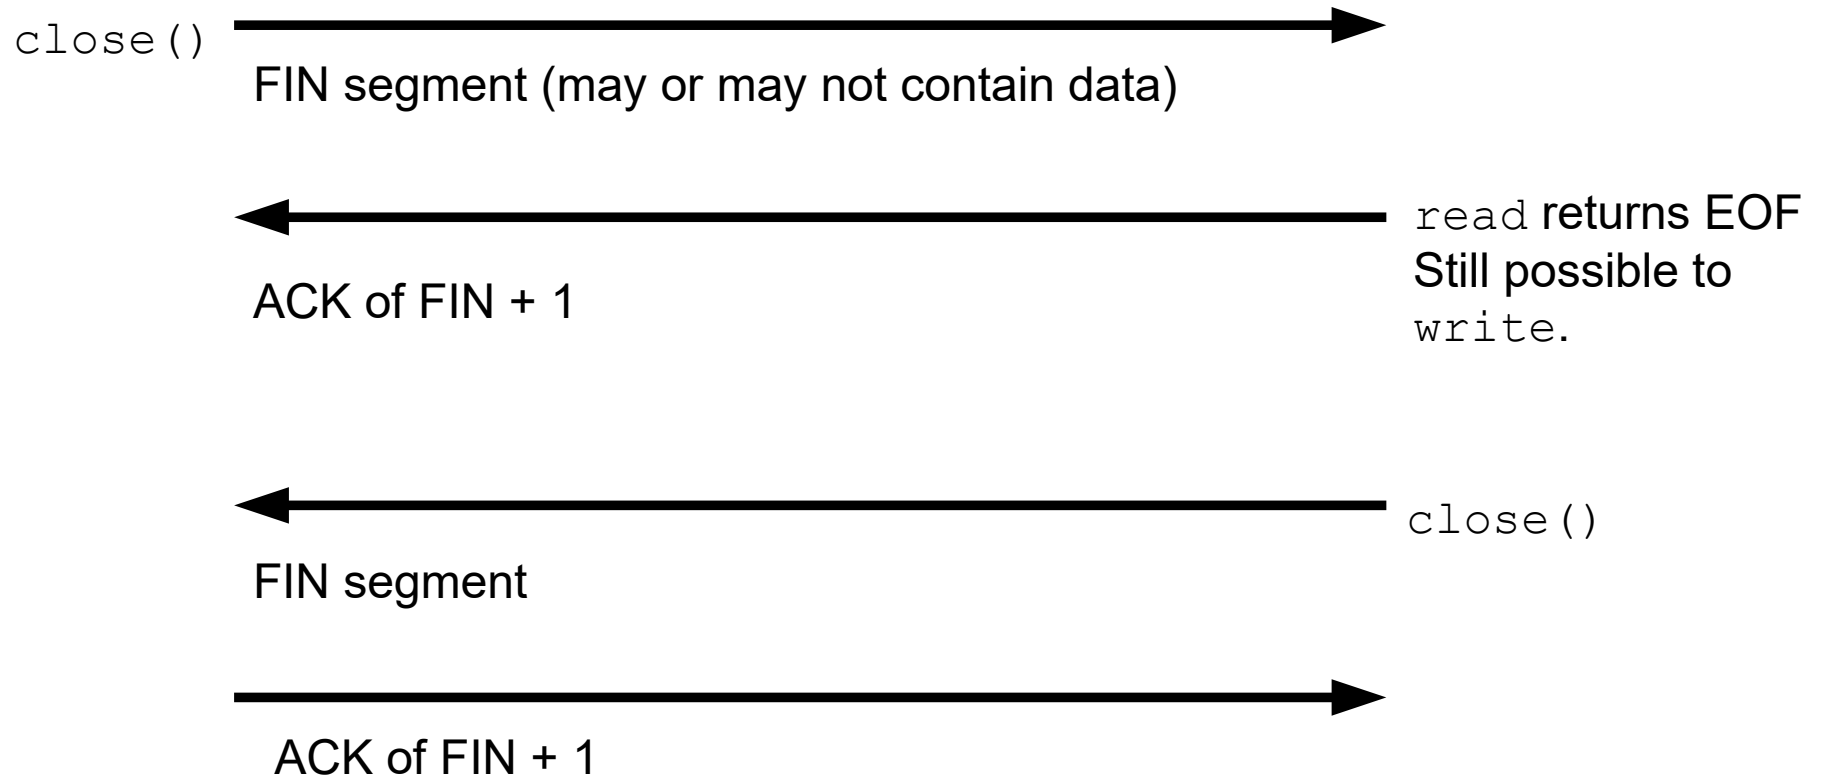 close()
FIN segment (may or may not contain data)
read returns EOF
Still possible to
write.
ACK of FIN + 1
close()
FIN segment
ACK of FIN + 1